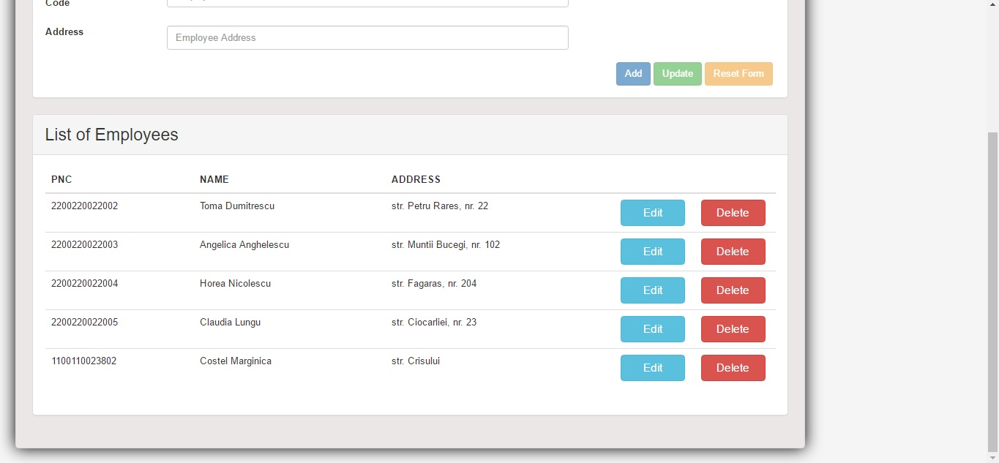 Code
Address
Employee Address
Add Update Reset Form
List of Employees
PNC NAME ADDRESS
2200220022002 Toma Dumitrescu str. Petru Rares, nr. 22 Edit Delete
2200220022003 Angelica Anghelescu str. Muntii Bucegi, nr. 102 Edit Delete
2200220022004 Horea Nicolescu str. Fagaras, nr. 204 Edit Delete
2200220022005 Claudia Lungu str. Ciocarliei, nr. 23 Edit Delete
1100110023802 Costel Marginica str. Crisului Edit Delete